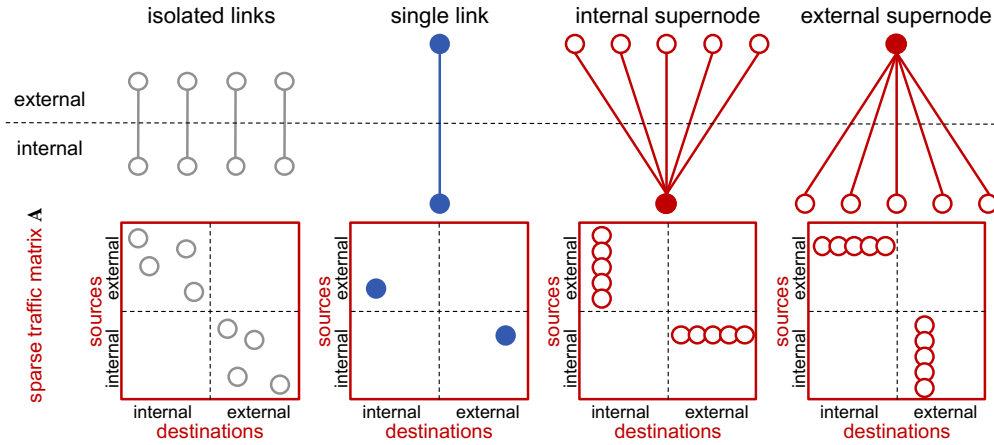 isolated links
single link
internal supernode
external supernode
external
internal
sparse traffic matrix A
sources
external
internal
internal external
destinations
external
sources
internal
internal external
destinations
external
sources
internal
internal external
destinations
external
sources
internal
internal external
destinations